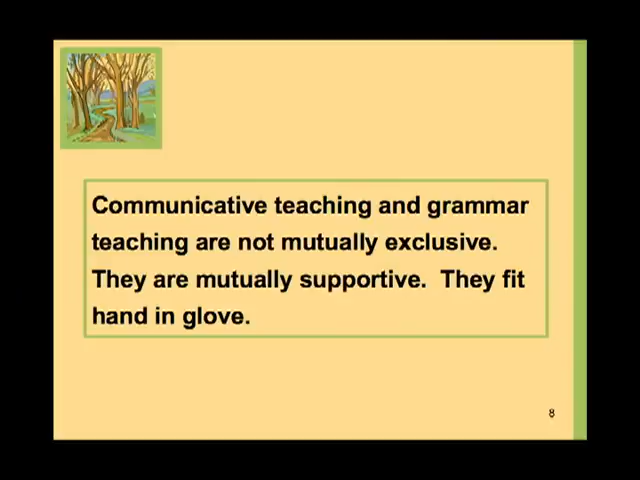 Communicative teaching and grammar
teaching are not mutually exclusive.
They are mutually supportive.  They fit
hand in glove.
8